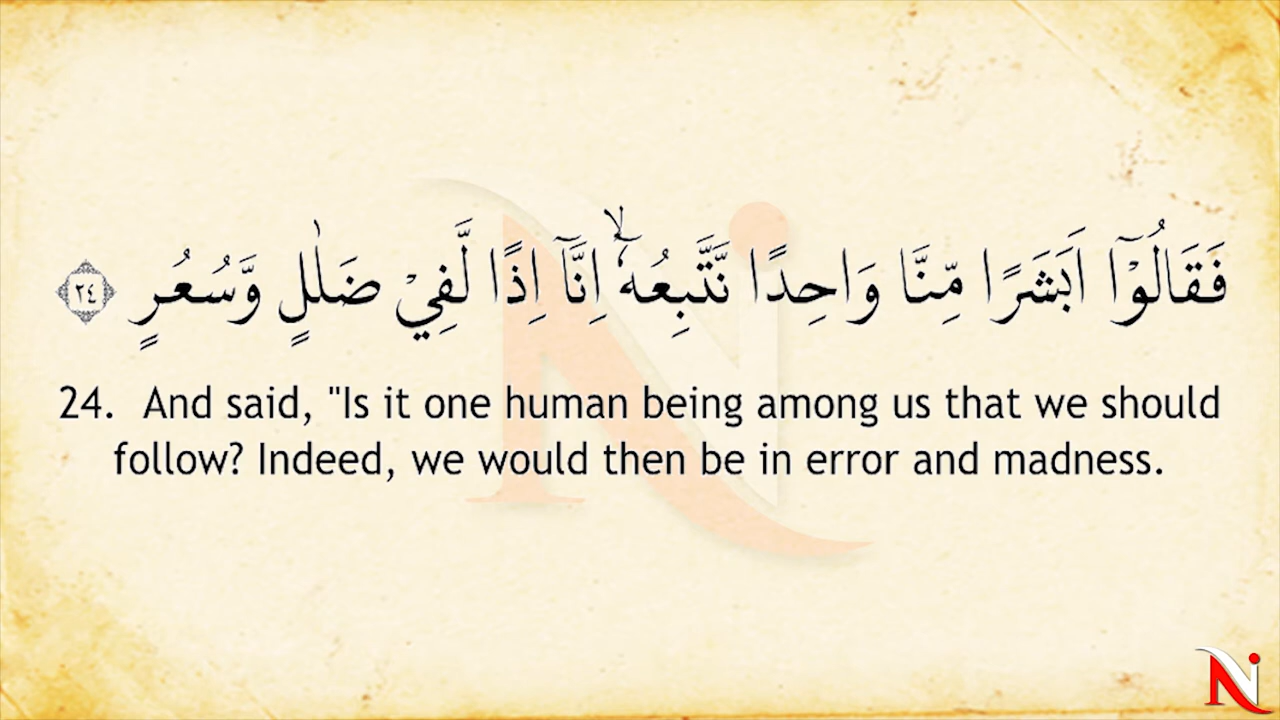 فَقَالُوْٓا اَبَشَرًا مِّنَّا وَاحِدًا نَّتَّبِعُهٗٓ ۙ اِنَّآ اِذًا لَّفِيْ ضَلٰلٍ وَّسُعُرٍ ٢٤
24. And said, "Is it one human being among us that we should
follow? Indeed, we would then be in error and madness.